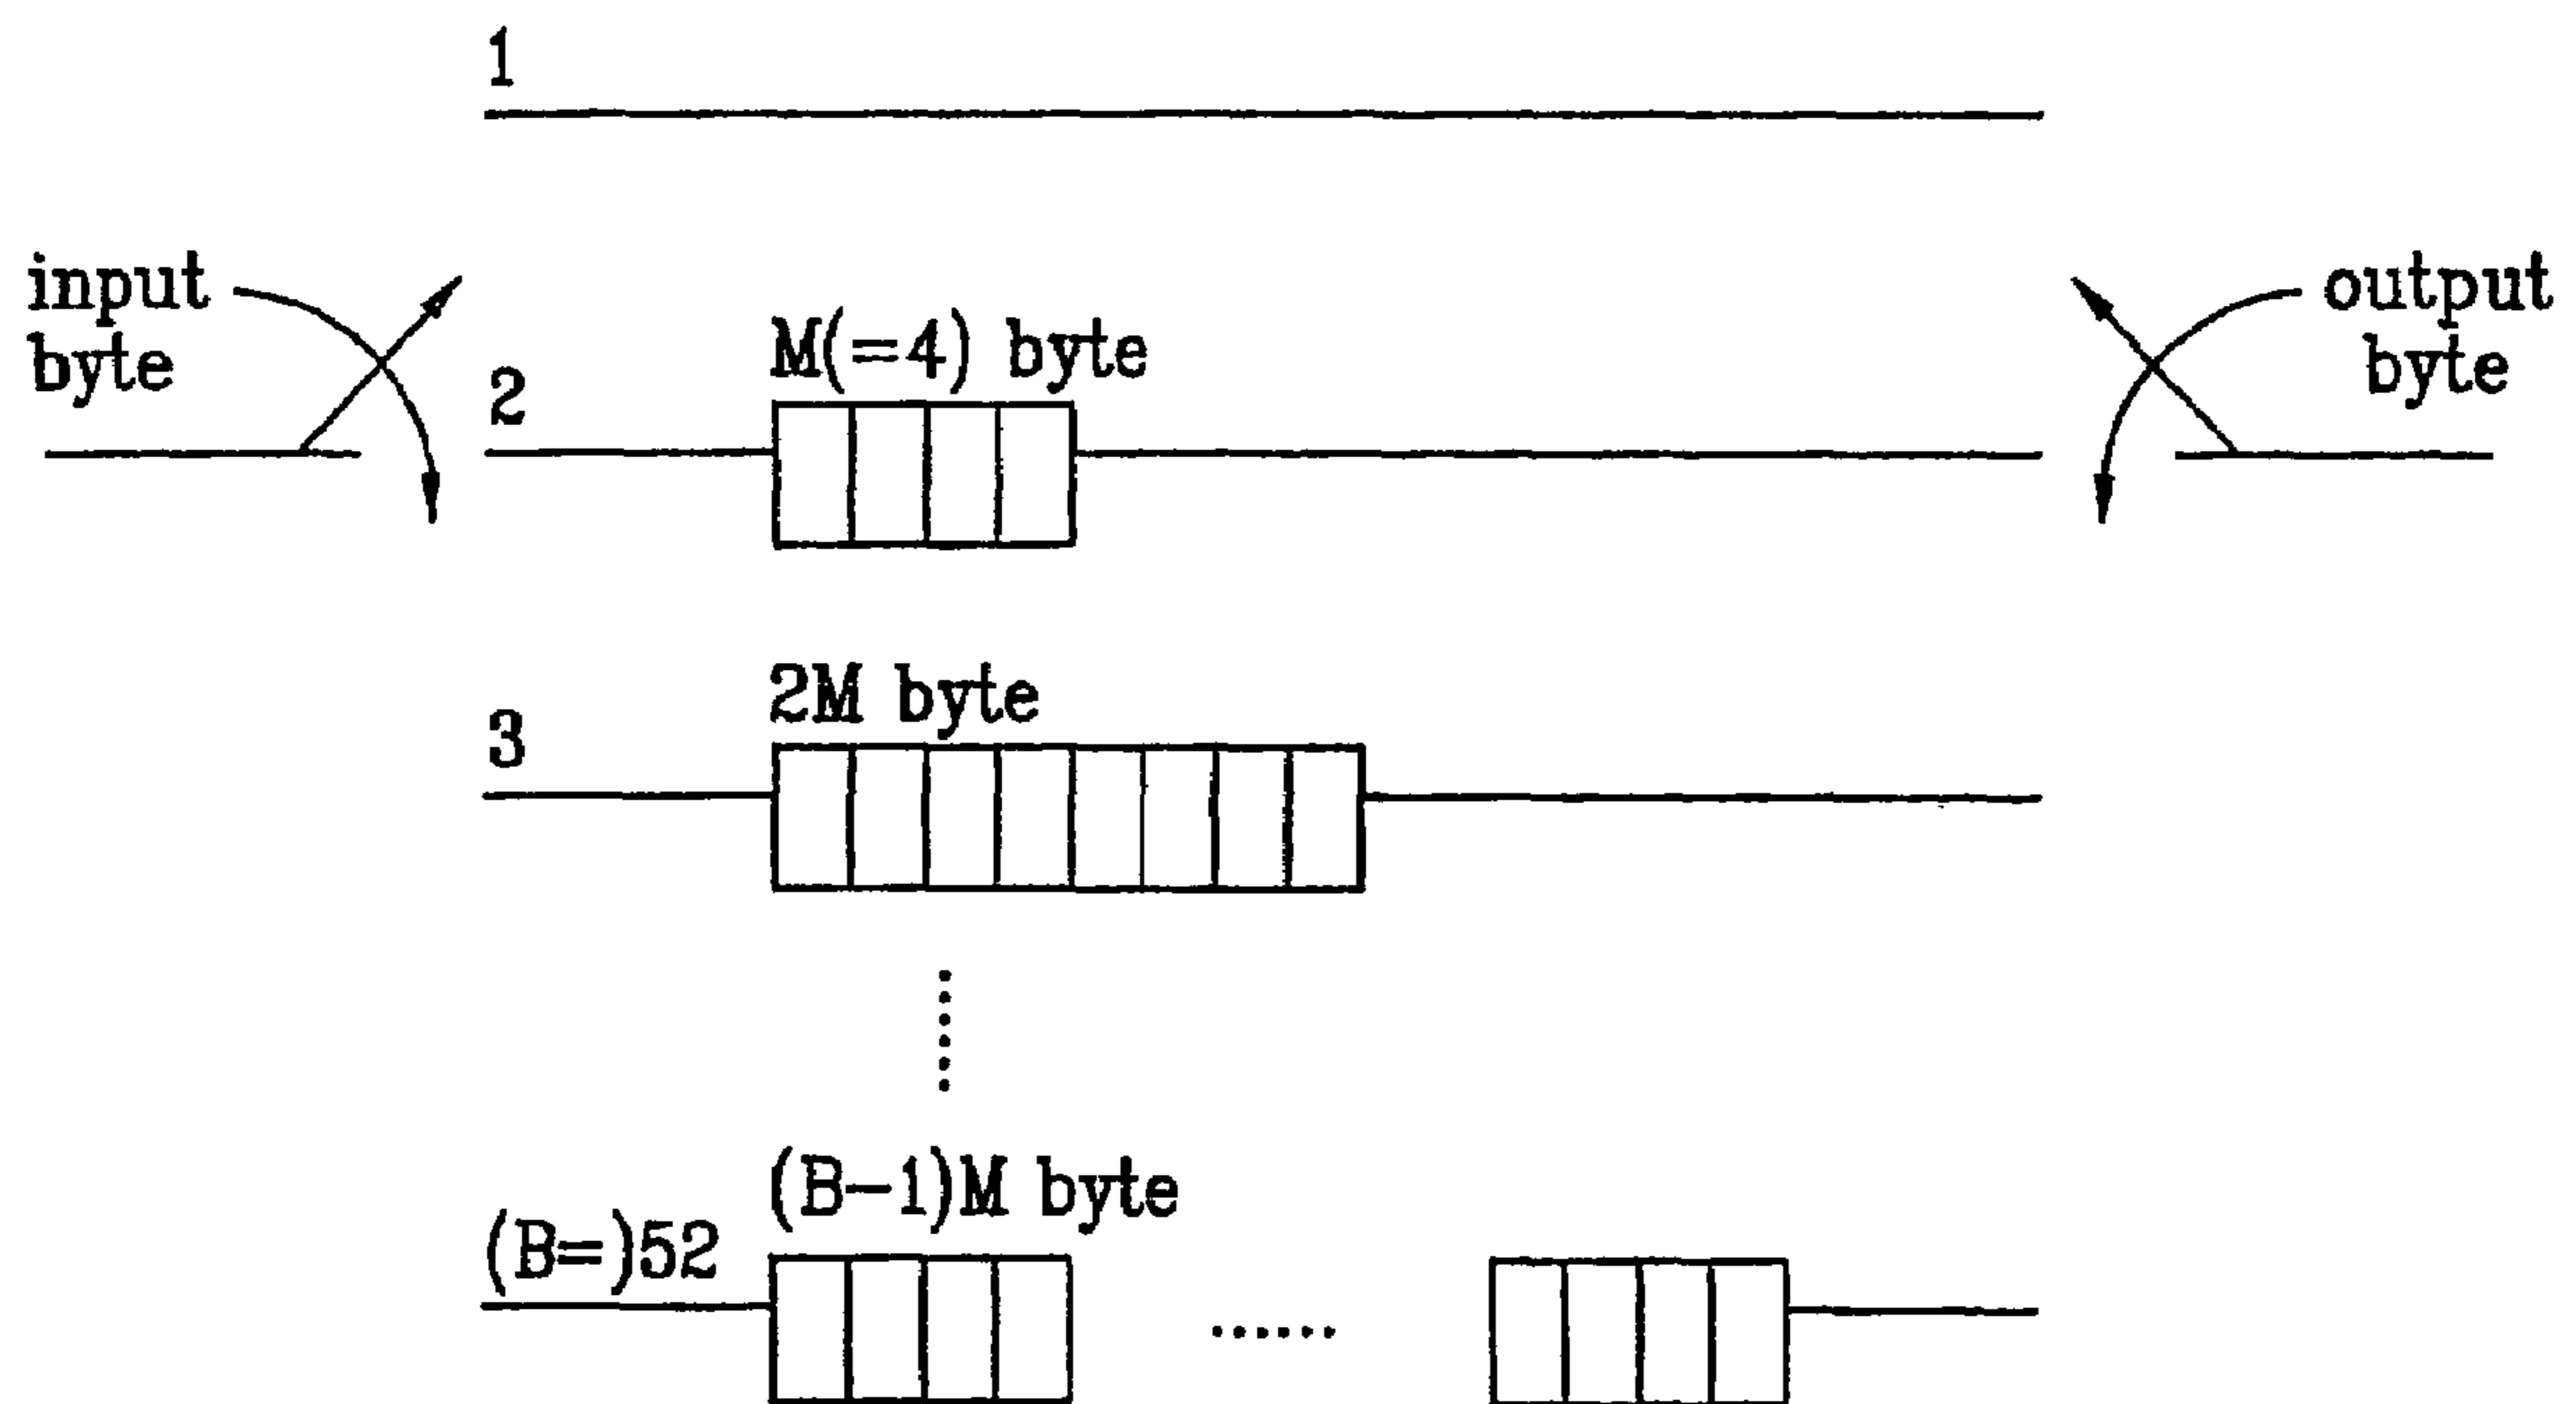 1
input
byte
output
byte
2
M(=4) byte
3
2M byte
(B=)52
(B-1)M byte